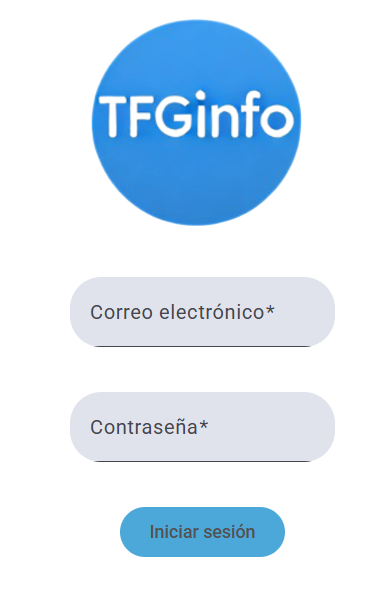 TFGinfo
Correo electrónico*
Contraseña*
Iniciar sesión